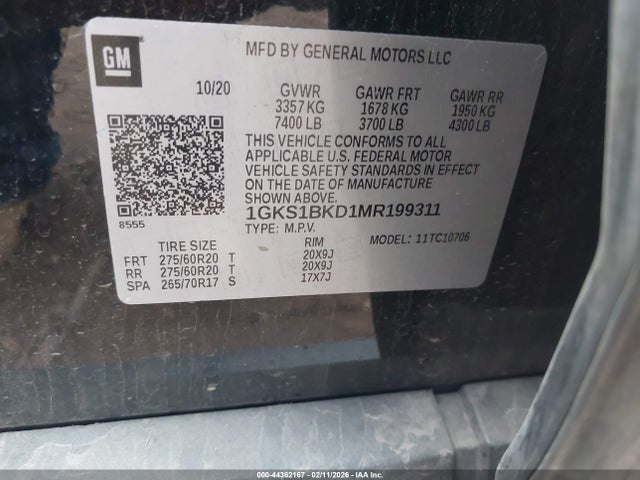 GM
MFD BY GENERAL MOTORS LLC
10/20 GVWR GAWR FRT GAWR RR
3357 KG 1678 KG 1950 KG
7400 LB 3700 LB 4300 LB
THIS VEHICLE CONFORMS TO ALL
APPLICABLE U.S. FEDERAL MOTOR
VEHICLE SAFETY STANDARDS IN EFFECT ON
THE DATE OF MANUFACTURE
SHOWN ABOVE.
8555
1GKS1BKD1MR199311
TYPE: M.P.V. MODEL: 11TC10706
TIRE SIZE RIM
FRT 275/60R20 T 20X9J
RR 275/60R20 T 20X9J
SPA 265/70R17 S 17X7J
000-44362167 - 02/11/2026 - IAA, Inc.